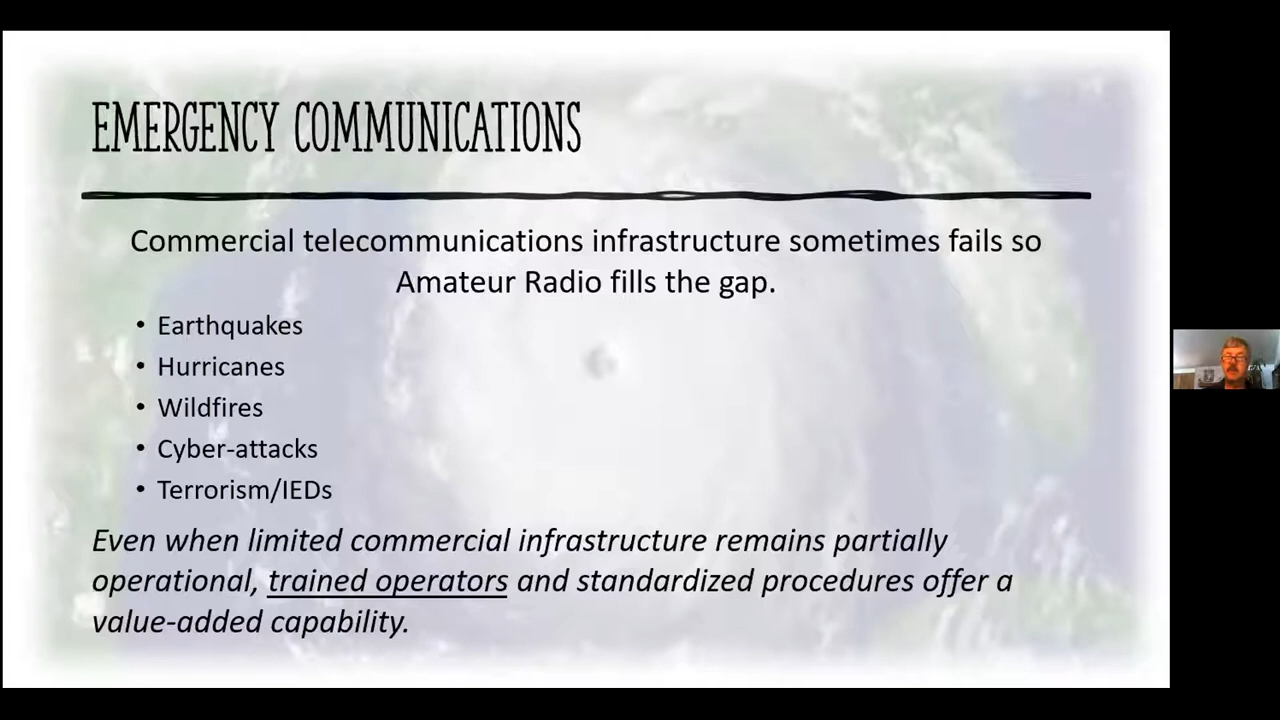 EMERGENCY COMMUNICATIONS
Commercial telecommunications infrastructure sometimes fails so
Amateur Radio fills the gap.
• Earthquakes
• Hurricanes
• Wildfires
• Cyber-attacks
• Terrorism/IEDs
Even when limited commercial infrastructure remains partially
operational, trained operators and standardized procedures offer a
value-added capability.